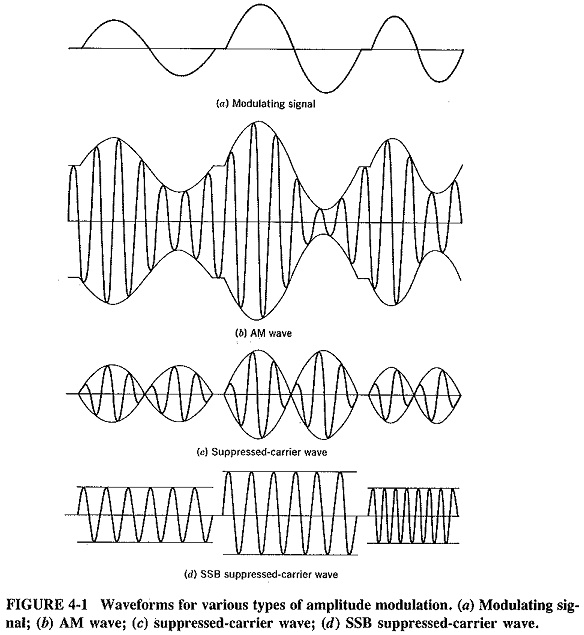 (a) Modulating signal
(b) AM wave
(c) Suppressed-carrier wave
(d) SSB suppressed-carrier wave
FIGURE 4-1 Waveforms for various types of amplitude modulation. (a) Modulating sig-
nal; (b) AM wave; (c) suppressed-carrier wave; (d) SSB suppressed-carrier wave.